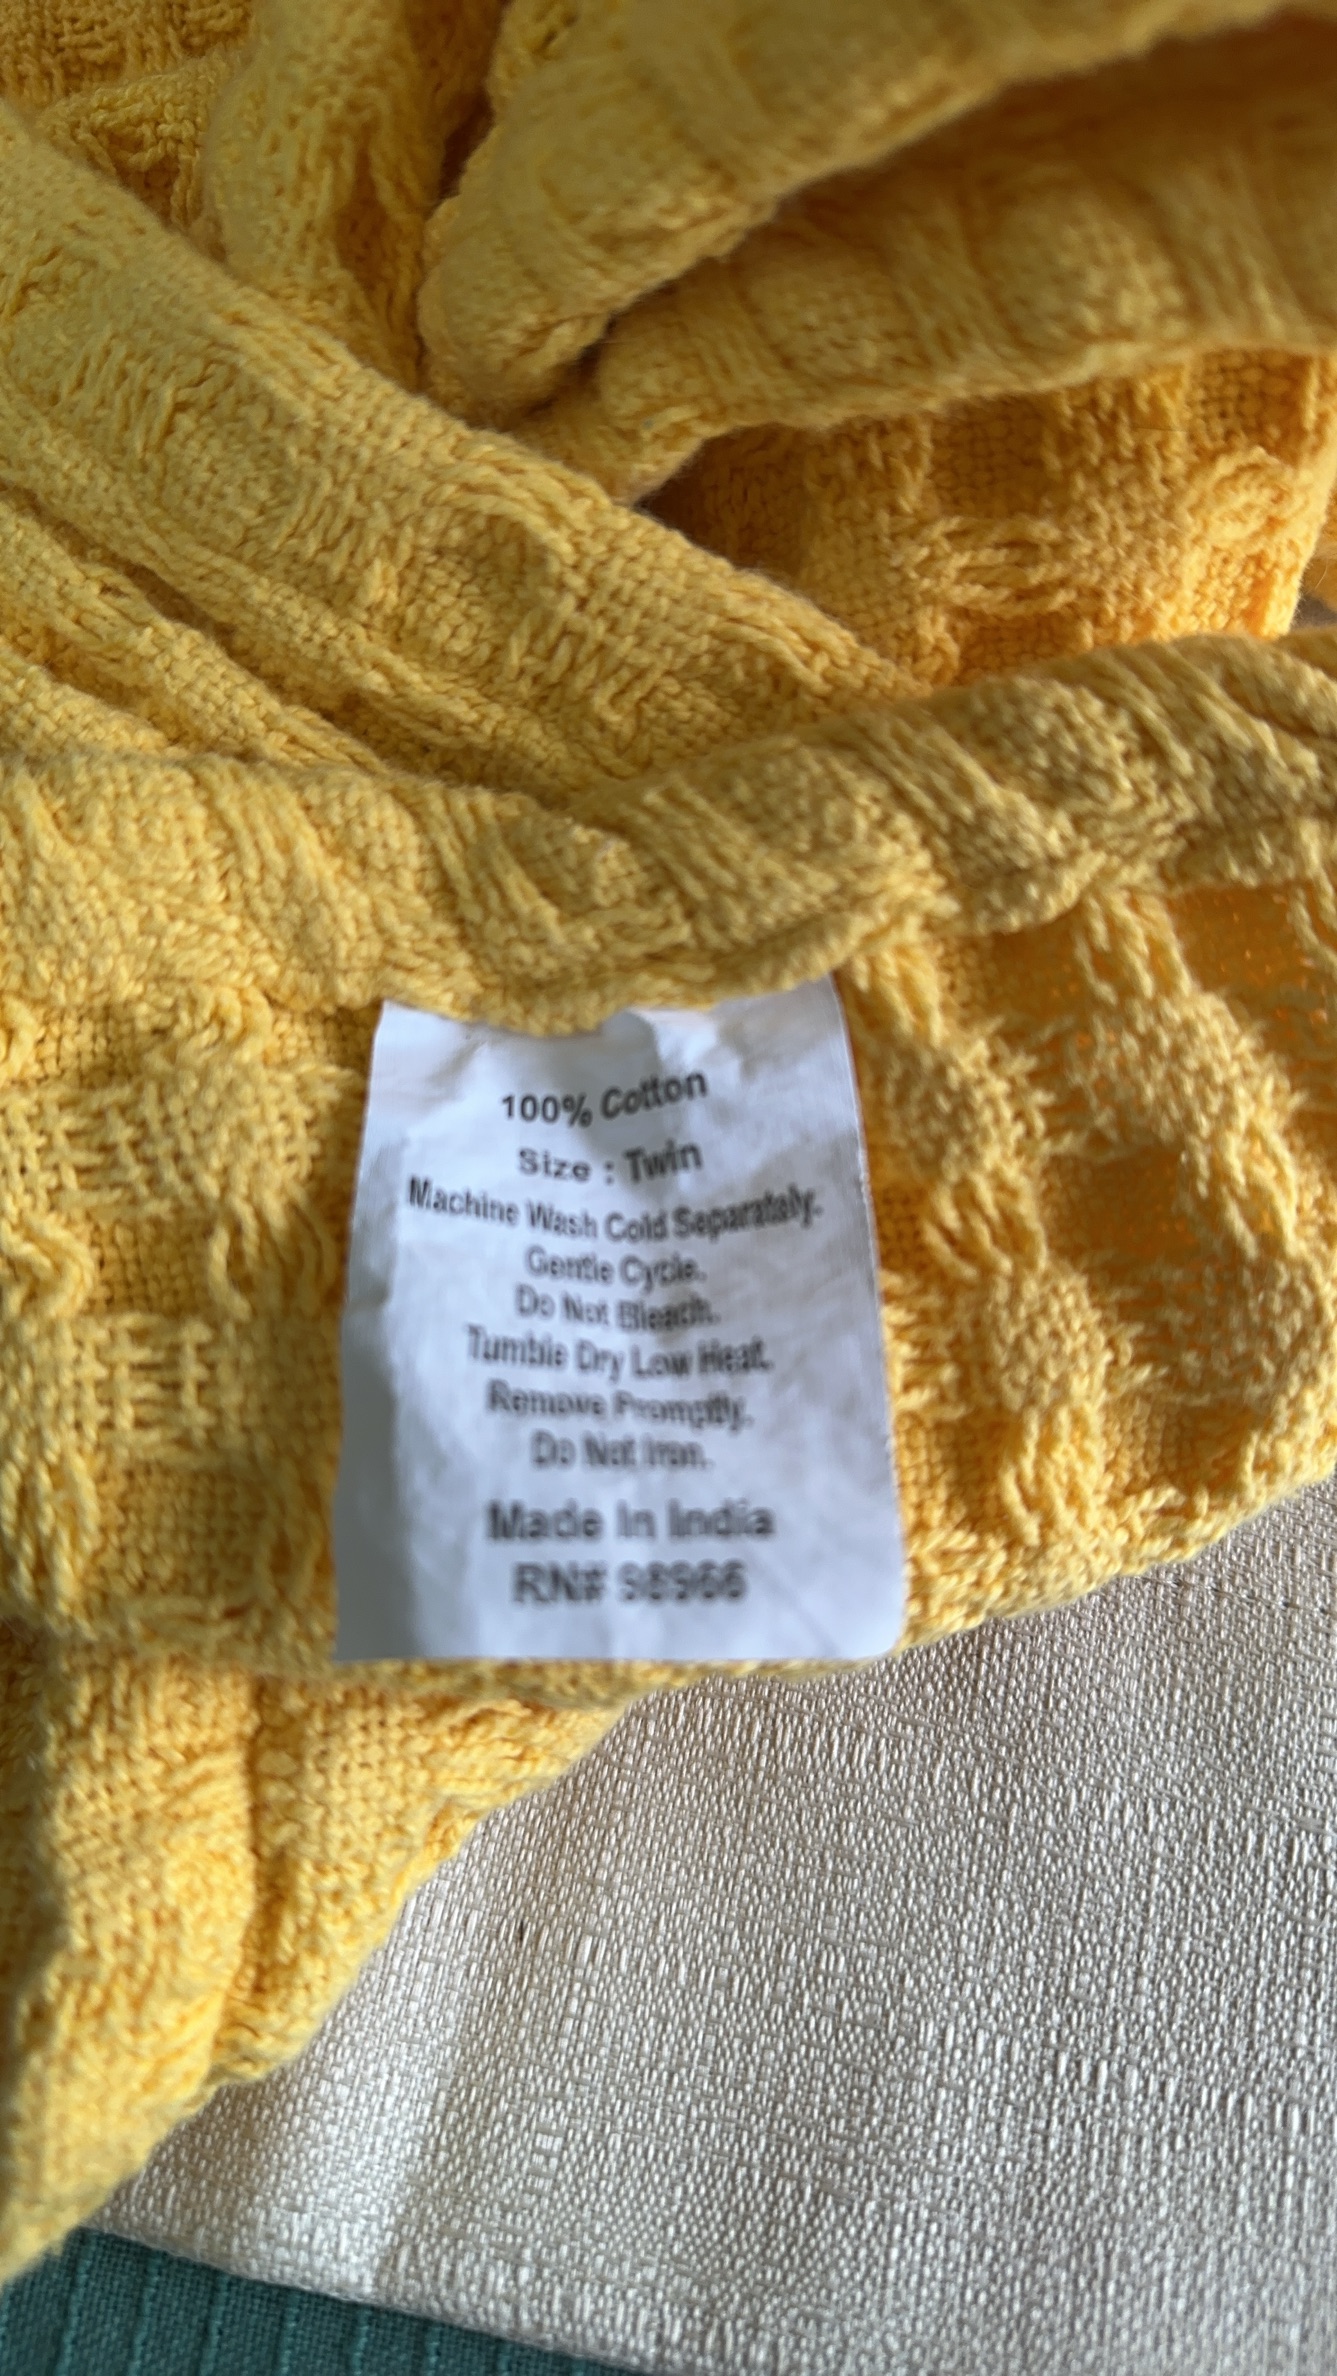 100% Cotton
Size : Twin
Machine Wash Cold Separataly.
Gentle Cycle.
Do Not Bleach.
Tumble Dry Low Heat.
Remove Promptly.
Do Not Iron.
Made In India
RN# 98966